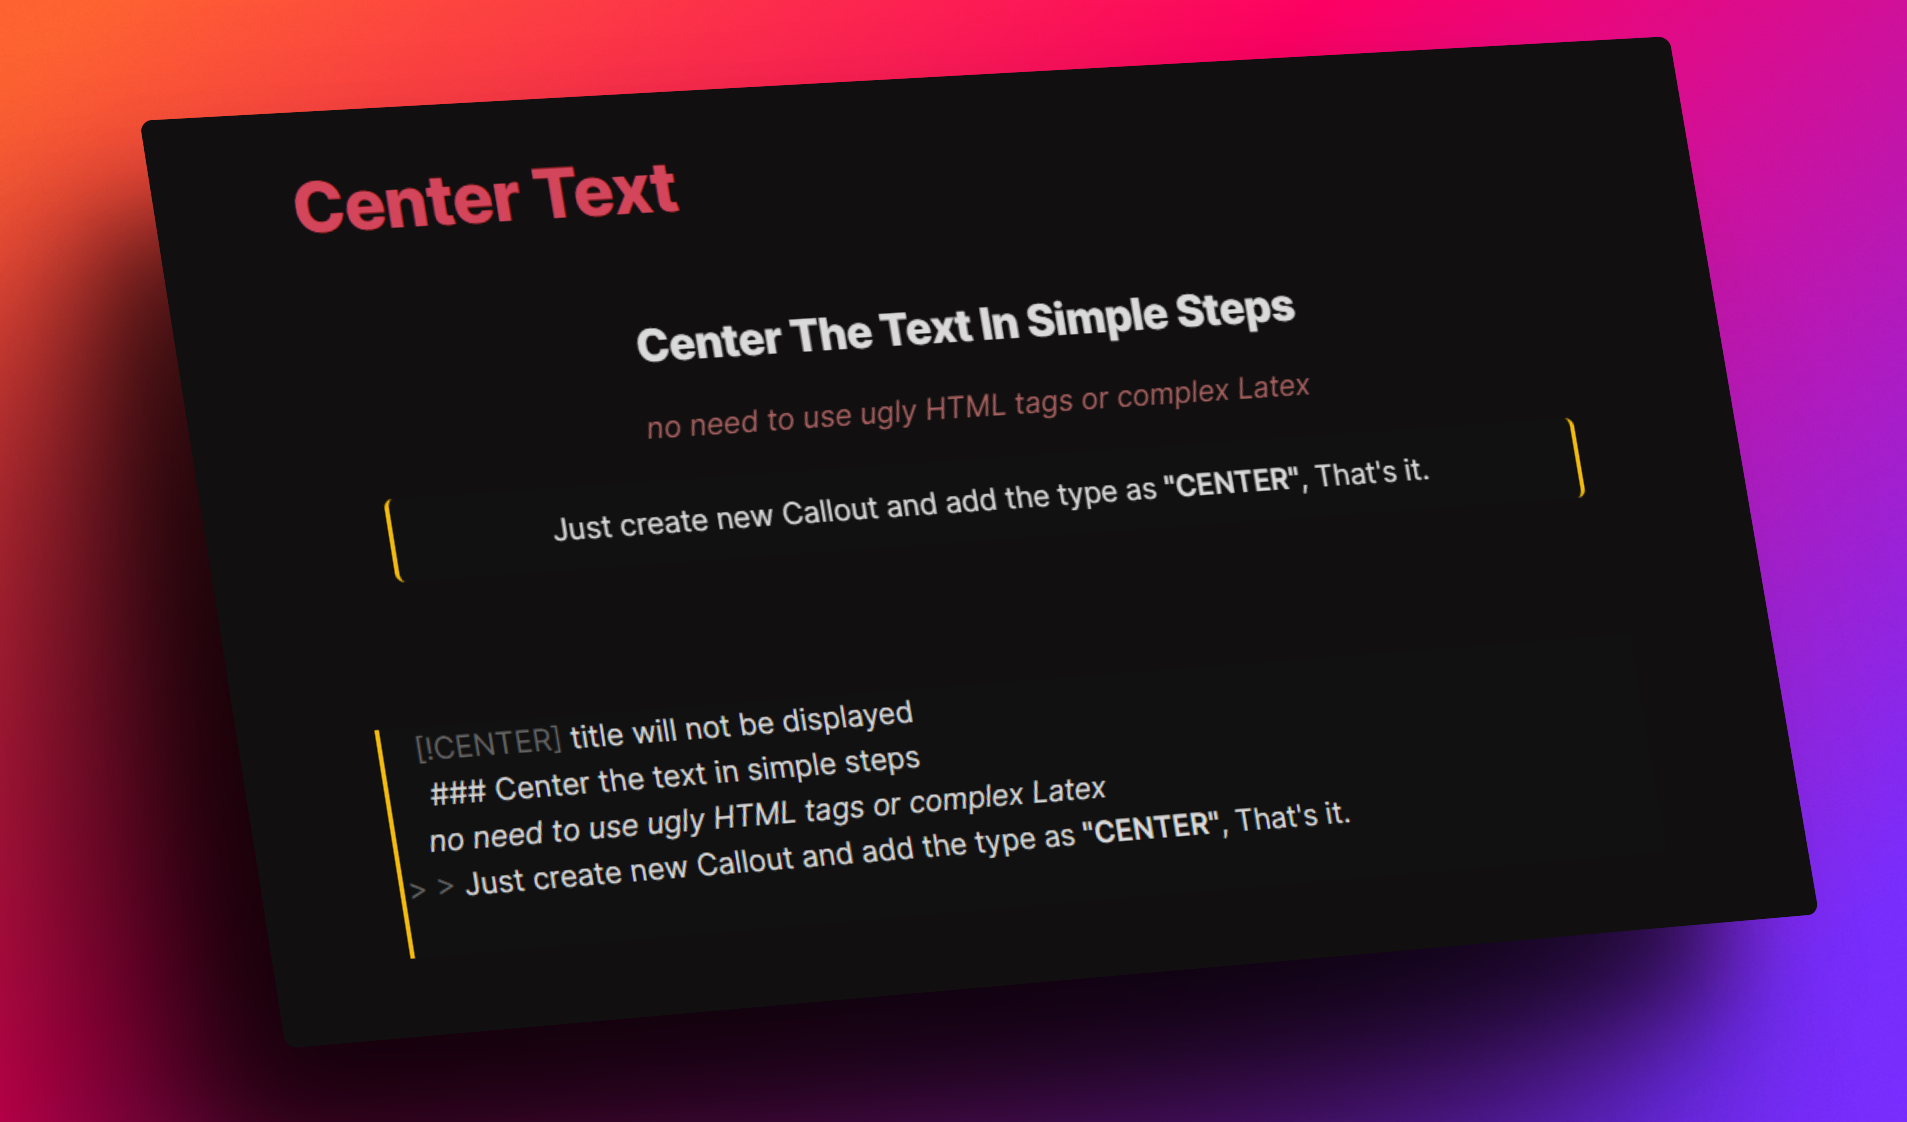 Center Text
Center The Text In Simple Steps
no need to use ugly HTML tags or complex Latex
Just create new Callout and add the type as "CENTER", That's it.
[!CENTER] title will not be displayed
### Center the text in simple steps
no need to use ugly HTML tags or complex Latex
> > Just create new Callout and add the type as "CENTER", That's it.